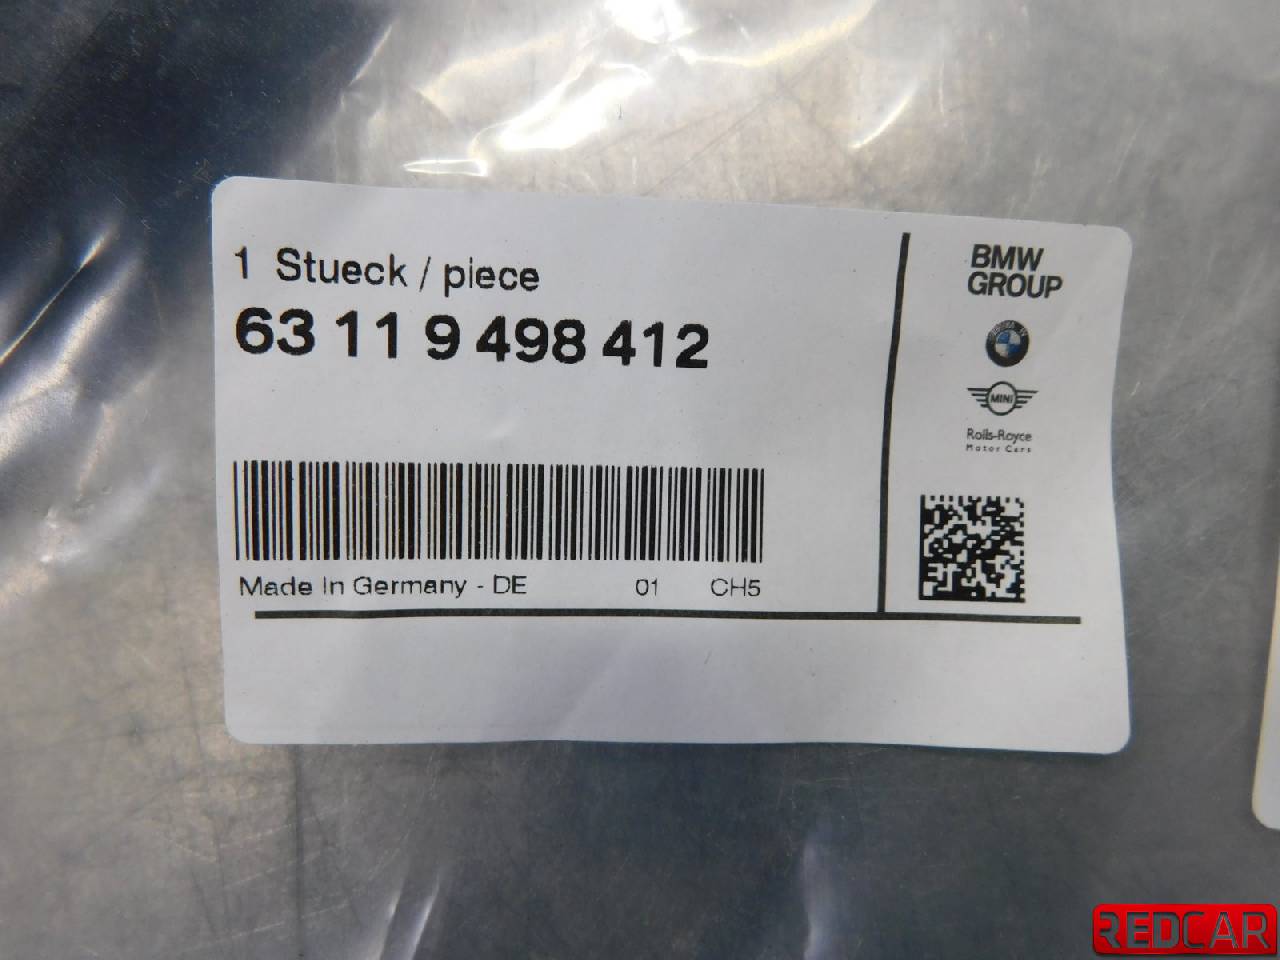 1 Stueck / piece
63 11 9 498 412
Made In Germany - DE 01 CH5
BMW
GROUP
MINI
Rolls-Royce
Motor Cars
REDCAR